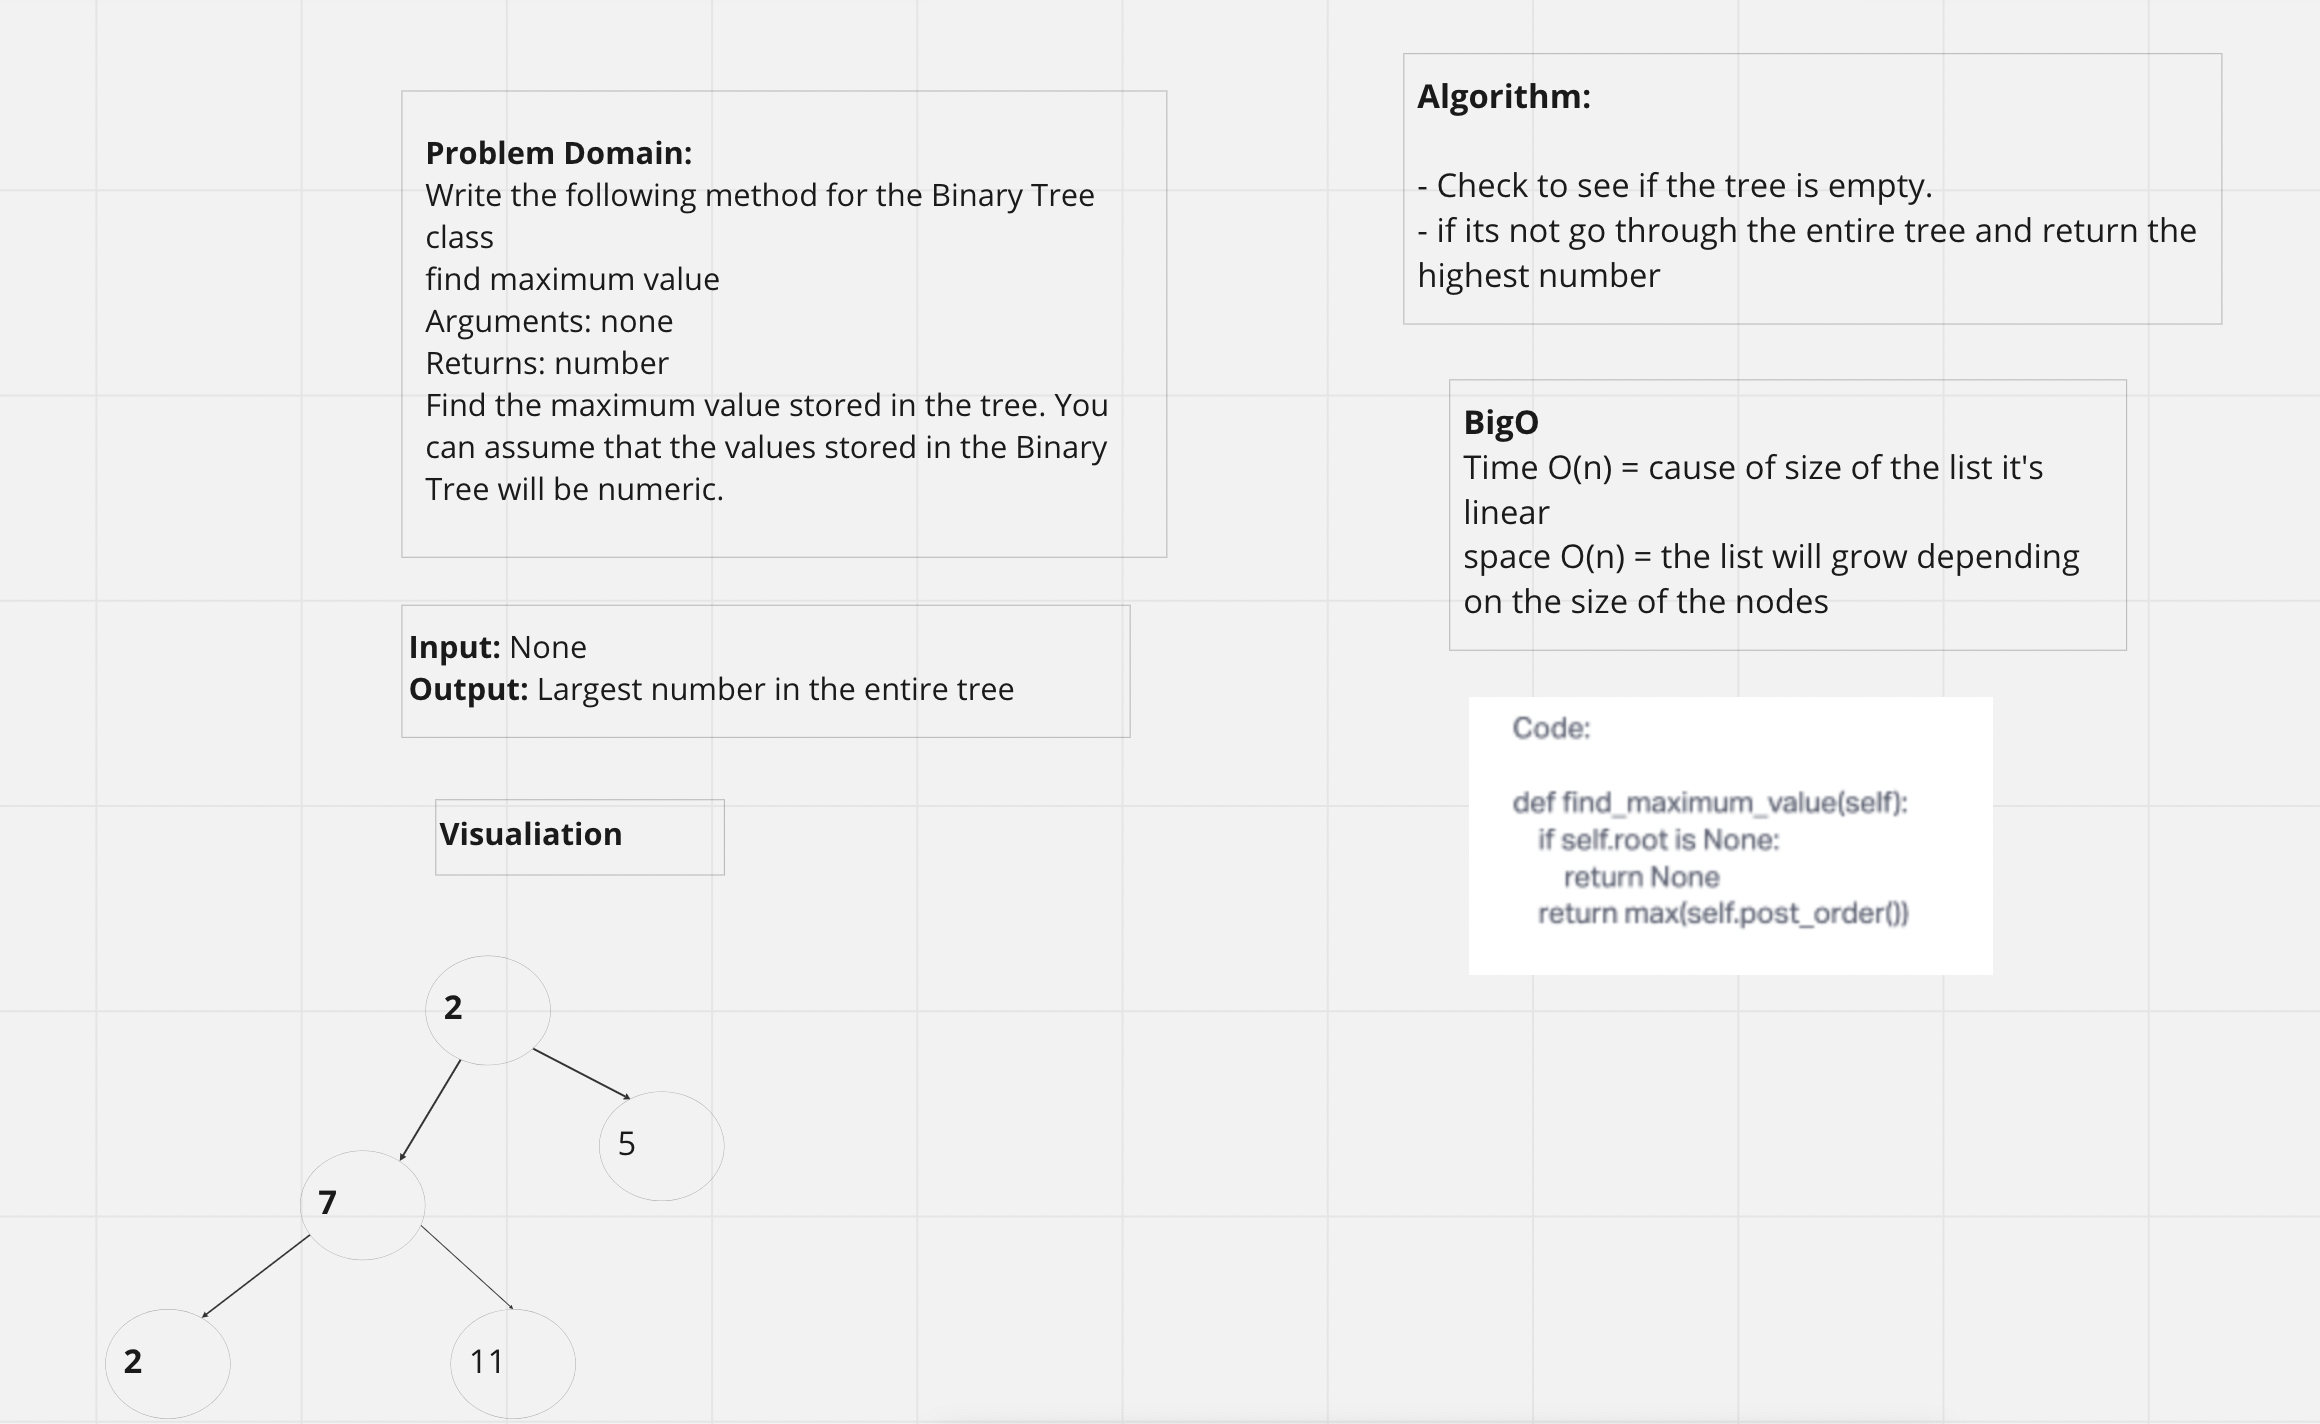 Problem Domain:
Write the following method for the Binary Tree
class
find maximum value
Arguments: none
Returns: number
Find the maximum value stored in the tree. You
can assume that the values stored in the Binary
Tree will be numeric.
Input: None
Output: Largest number in the entire tree
Visualiation
2
5
7
2
11
Algorithm:
- Check to see if the tree is empty.
- if its not go through the entire tree and return the
highest number
BigO
Time O(n) = cause of size of the list it's
linear
space O(n) = the list will grow depending
on the size of the nodes
Code:
def find_maximum_value(self):
if self.root is None:
return None
return max(self.post_order())